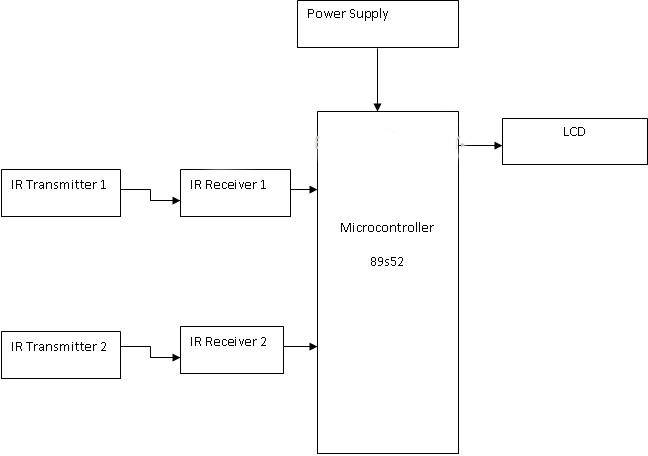 Power Supply
LCD
IR Transmitter 1
IR Receiver 1
Microcontroller
89s52
IR Transmitter 2
IR Receiver 2